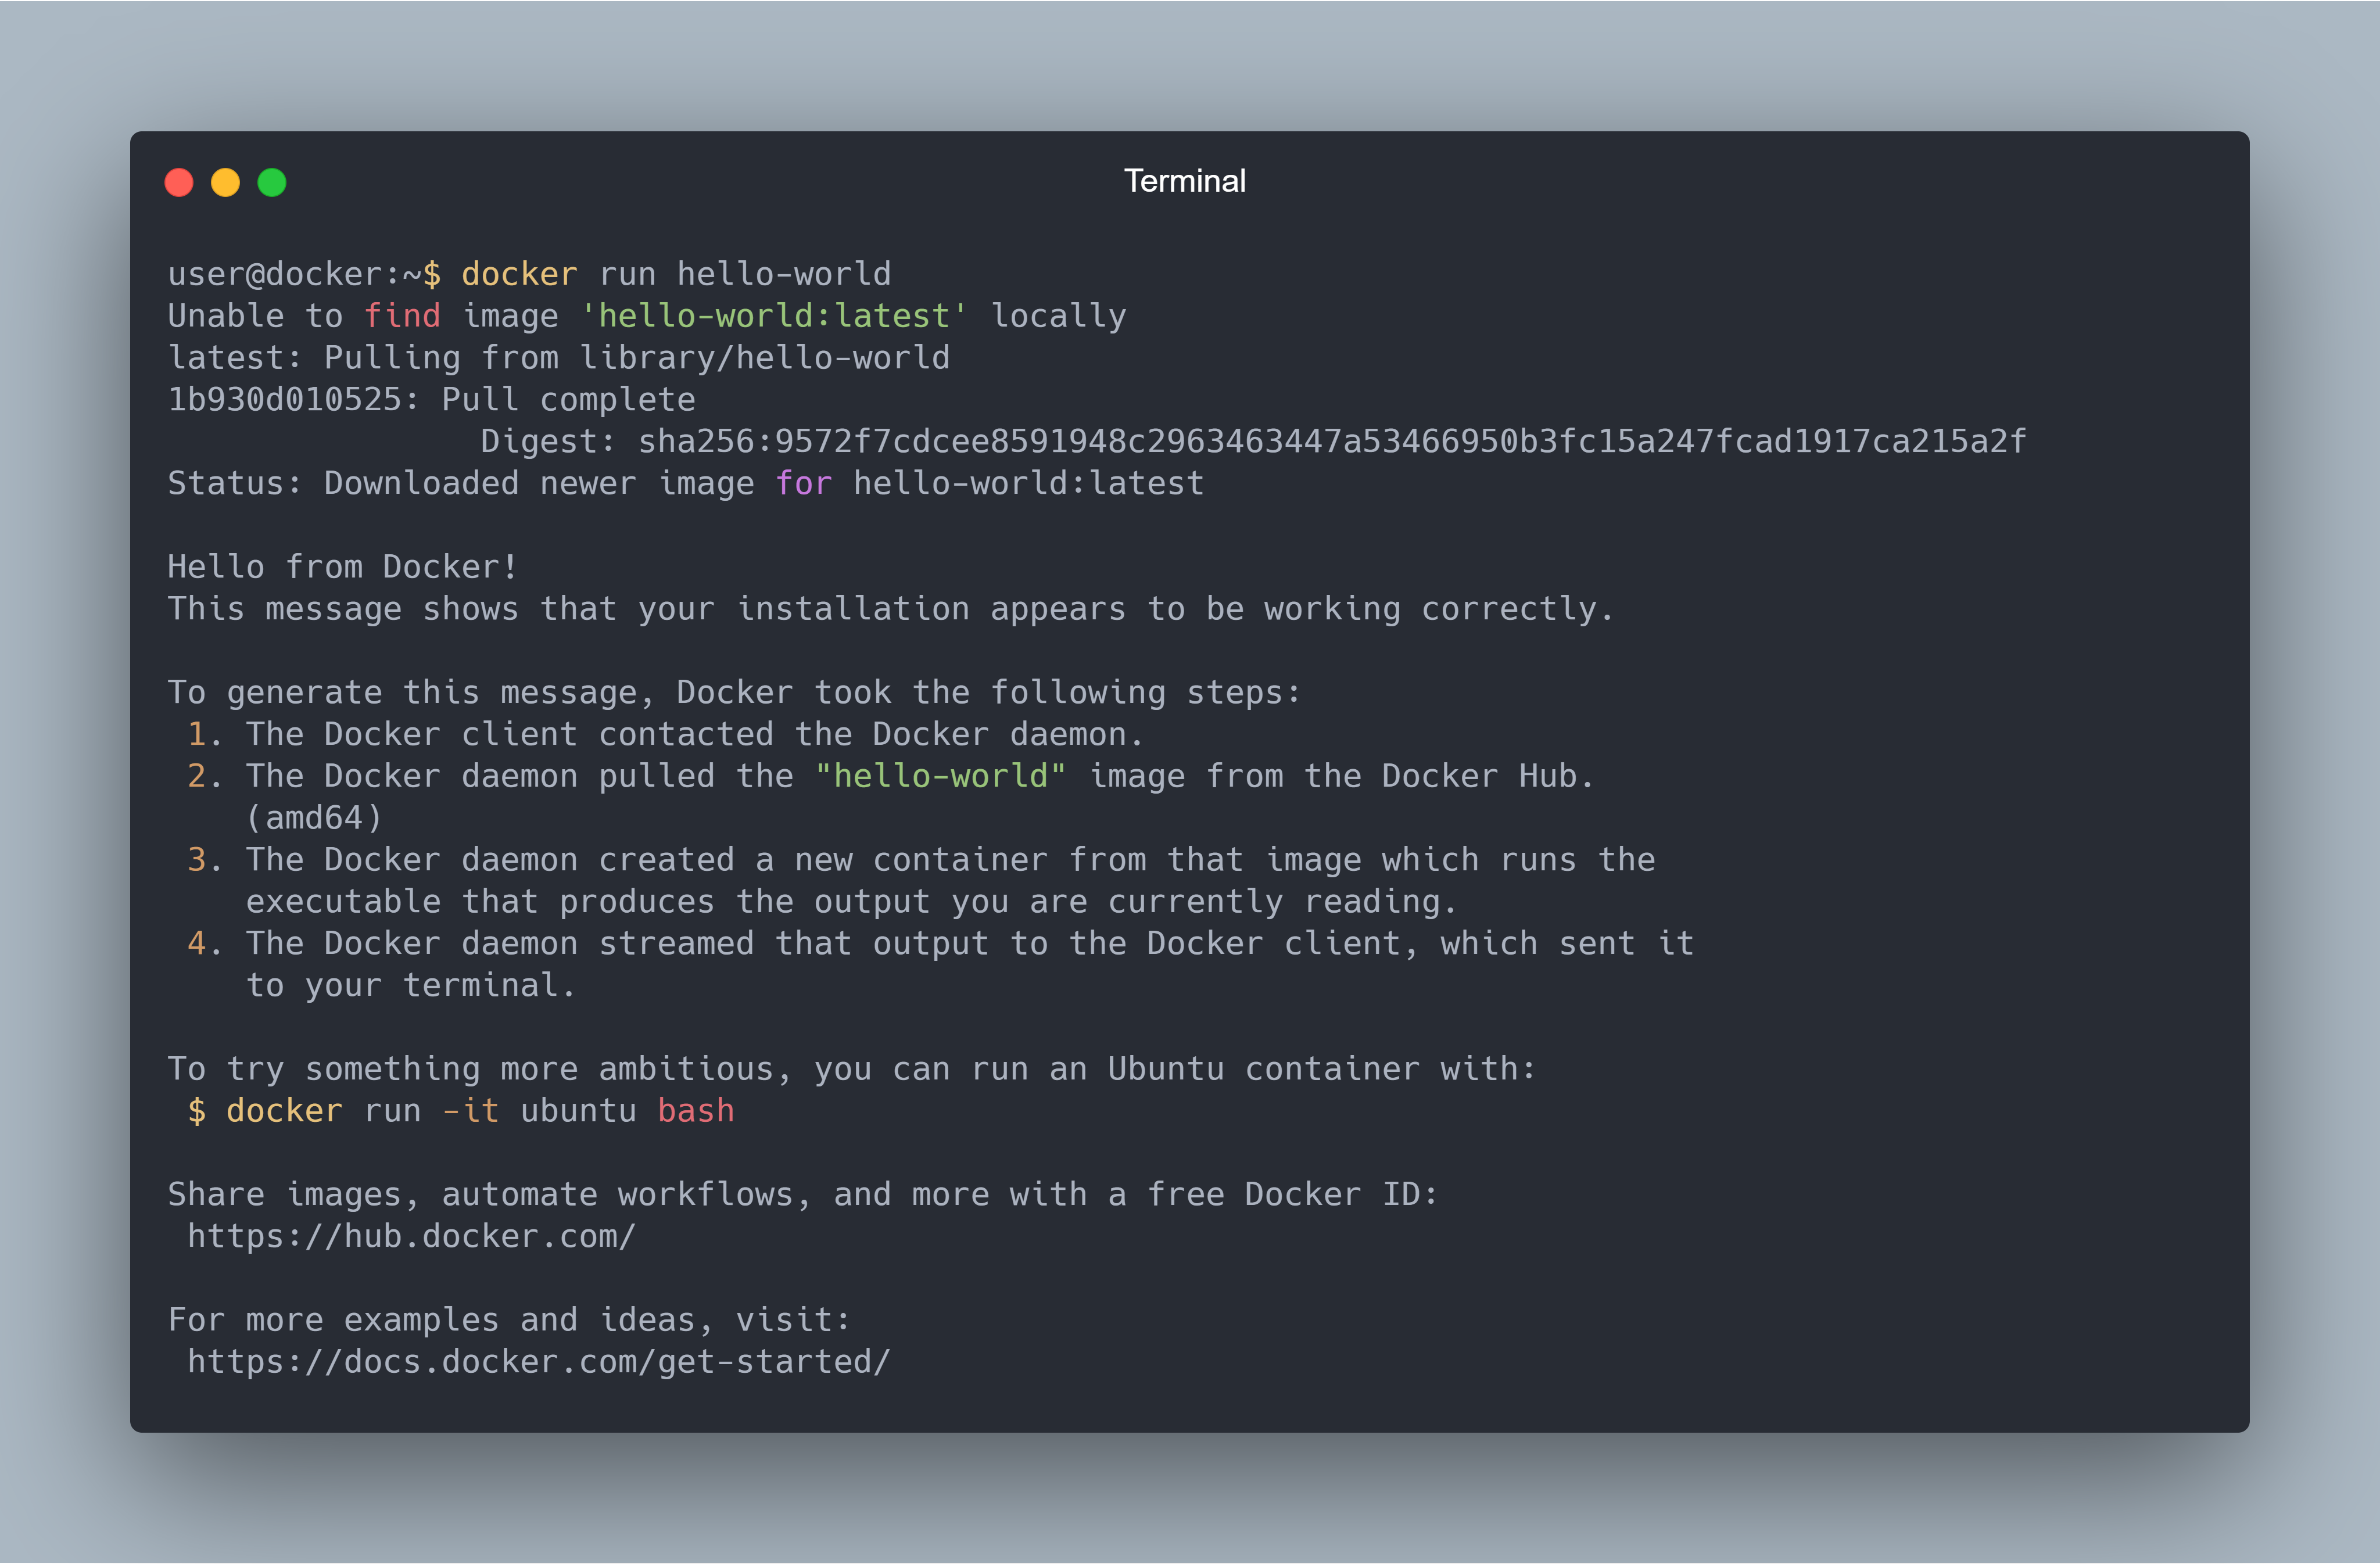 Terminal
user@docker:~$ docker run hello-world
Unable to find image 'hello-world:latest' locally
latest: Pulling from library/hello-world
1b930d010525: Pull complete
                Digest: sha256:9572f7cdcee8591948c2963463447a53466950b3fc15a247fcad1917ca215a2f
Status: Downloaded newer image for hello-world:latest

Hello from Docker!
This message shows that your installation appears to be working correctly.

To generate this message, Docker took the following steps:
 1. The Docker client contacted the Docker daemon.
 2. The Docker daemon pulled the "hello-world" image from the Docker Hub.
    (amd64)
 3. The Docker daemon created a new container from that image which runs the
    executable that produces the output you are currently reading.
 4. The Docker daemon streamed that output to the Docker client, which sent it
    to your terminal.

To try something more ambitious, you can run an Ubuntu container with:
 $ docker run -it ubuntu bash

Share images, automate workflows, and more with a free Docker ID:
 https://hub.docker.com/

For more examples and ideas, visit:
 https://docs.docker.com/get-started/